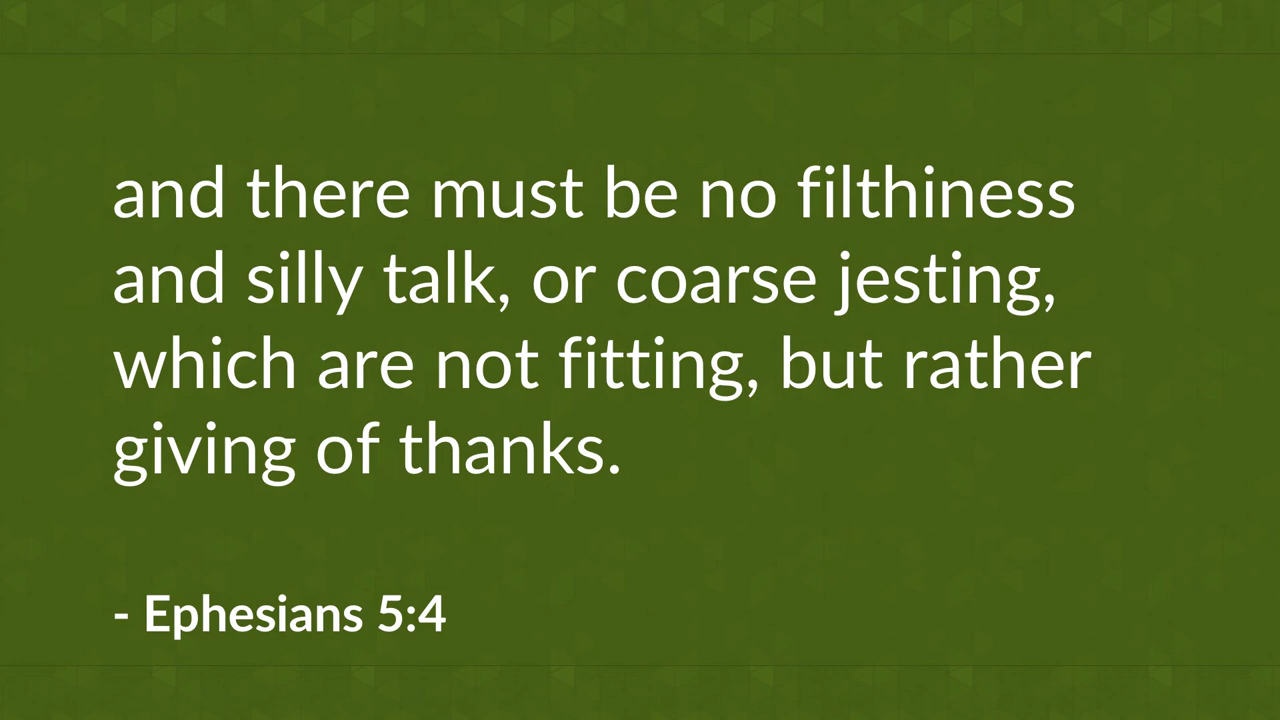 and there must be no filthiness
and silly talk, or coarse jesting,
which are not fitting, but rather
giving of thanks.
- Ephesians 5:4